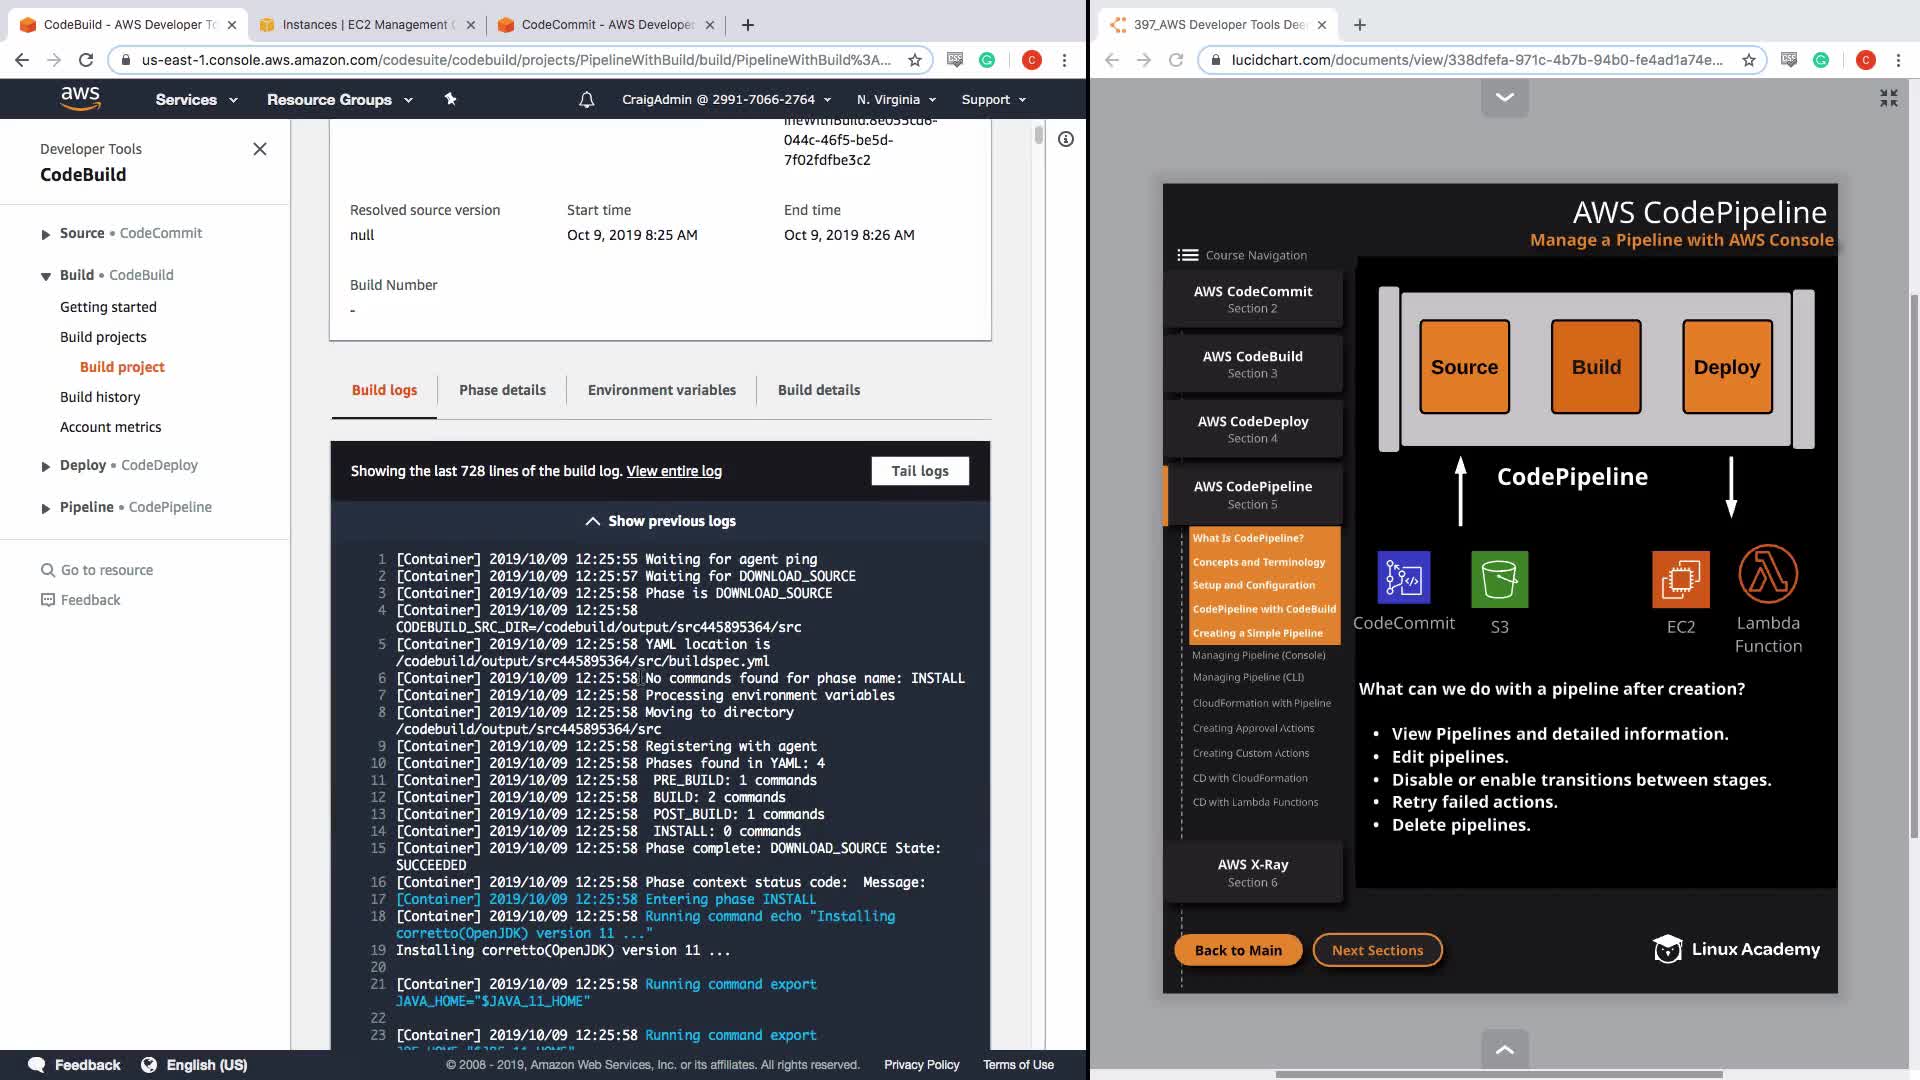 CodeBuild - AWS Developer To
Instances | EC2 Management C
CodeCommit - AWS Developer
397_AWS Developer Tools Dee
us-east-1.console.aws.amazon.com/codesuite/codebuild/projects/PipelineWithBuild/build/PipelineWithBuild%3A...
lucidchart.com/documents/view/338dfefa-971c-4b7b-94b0-fe4ad1a74e...
aws
Services
Resource Groups
CraigAdmin @ 2991-7066-2764
N. Virginia
Support
Developer Tools
CodeBuild
Source • CodeCommit
Build • CodeBuild
Getting started
Build projects
Build project
Build history
Account metrics
Deploy • CodeDeploy
Pipeline • CodePipeline
Go to resource
Feedback
ineWithBuild:8e055cd6-
044c-46f5-be5d-
7f02fdfbe3c2
Resolved source version
null
Start time
Oct 9, 2019 8:25 AM
End time
Oct 9, 2019 8:26 AM
Build Number
-
Build logs
Phase details
Environment variables
Build details
Showing the last 728 lines of the build log. View entire log
Tail logs
Show previous logs
1 [Container] 2019/10/09 12:25:55 Waiting for agent ping
2 [Container] 2019/10/09 12:25:57 Waiting for DOWNLOAD_SOURCE
3 [Container] 2019/10/09 12:25:58 Phase is DOWNLOAD_SOURCE
4 [Container] 2019/10/09 12:25:58
CODEBUILD_SRC_DIR=/codebuild/output/src445895364/src
5 [Container] 2019/10/09 12:25:58 YAML location is
/codebuild/output/src445895364/src/buildspec.yml
6 [Container] 2019/10/09 12:25:58 No commands found for phase name: INSTALL
7 [Container] 2019/10/09 12:25:58 Processing environment variables
8 [Container] 2019/10/09 12:25:58 Moving to directory
/codebuild/output/src445895364/src
9 [Container] 2019/10/09 12:25:58 Registering with agent
10 [Container] 2019/10/09 12:25:58 Phases found in YAML: 4
11 [Container] 2019/10/09 12:25:58 PRE_BUILD: 1 commands
12 [Container] 2019/10/09 12:25:58 BUILD: 2 commands
13 [Container] 2019/10/09 12:25:58 POST_BUILD: 1 commands
14 [Container] 2019/10/09 12:25:58 INSTALL: 0 commands
15 [Container] 2019/10/09 12:25:58 Phase complete: DOWNLOAD_SOURCE State:
SUCCEEDED
16 [Container] 2019/10/09 12:25:58 Phase context status code: Message:
17 [Container] 2019/10/09 12:25:58 Entering phase INSTALL
18 [Container] 2019/10/09 12:25:58 Running command echo "Installing
corretto(OpenJDK) version 11 ..."
19 Installing corretto(OpenJDK) version 11 ...
20
21 [Container] 2019/10/09 12:25:58 Running command export
JAVA_HOME="$JAVA_11_HOME"
22
23 [Container] 2019/10/09 12:25:58 Running command export
Feedback
English (US)
© 2008 - 2019, Amazon Web Services, Inc. or its affiliates. All rights reserved.
Privacy Policy
Terms of Use
AWS CodePipeline
Manage a Pipeline with AWS Console
Course Navigation
AWS CodeCommit
Section 2
AWS CodeBuild
Section 3
AWS CodeDeploy
Section 4
AWS CodePipeline
Section 5
What Is CodePipeline?
Concepts and Terminology
Setup and Configuration
CodePipeline with CodeBuild
Creating a Simple Pipeline
Managing Pipeline (Console)
Managing Pipeline (CLI)
CloudFormation with Pipeline
Creating Approval Actions
Creating Custom Actions
CD with CloudFormation
CD with Lambda Functions
AWS X-Ray
Section 6
Back to Main
Next Sections
Source
Build
Deploy
CodePipeline
CodeCommit
S3
EC2
Lambda
Function
What can we do with a pipeline after creation?
• View Pipelines and detailed information.
• Edit pipelines.
• Disable or enable transitions between stages.
• Retry failed actions.
• Delete pipelines.
Linux Academy